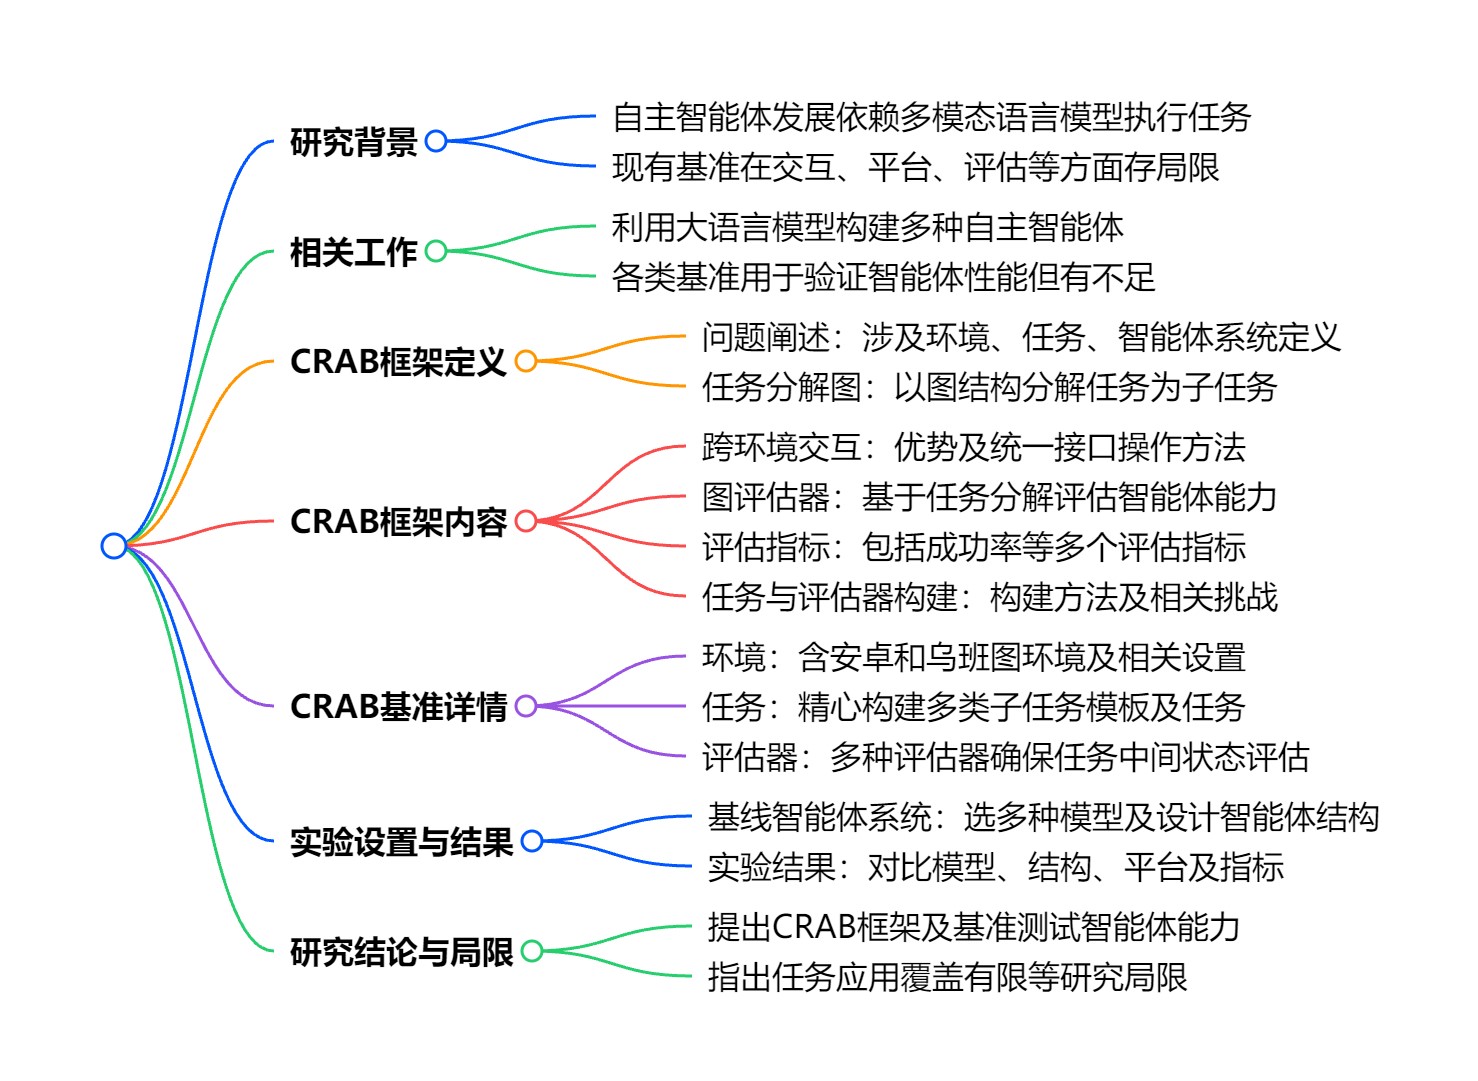 研究背景
自主智能体发展依赖多模态语言模型执行任务
现有基准在交互、平台、评估等方面存局限
相关工作
利用大语言模型构建多种自主智能体
各类基准用于验证智能体性能但有不足
CRAB框架定义
问题阐述：涉及环境、任务、智能体系统定义
任务分解图：以图结构分解任务为子任务
CRAB框架内容
跨环境交互：优势及统一接口操作方法
图评估器：基于任务分解评估智能体能力
评估指标：包括成功率等多个评估指标
任务与评估器构建：构建方法及相关挑战
CRAB基准详情
环境：含安卓和乌班图环境及相关设置
任务：精心构建多类子任务模板及任务
评估器：多种评估器确保任务中间状态评估
实验设置与结果
基线智能体系统：选多种模型及设计智能体结构
实验结果：对比模型、结构、平台及指标
研究结论与局限
提出CRAB框架及基准测试智能体能力
指出任务应用覆盖有限等研究局限